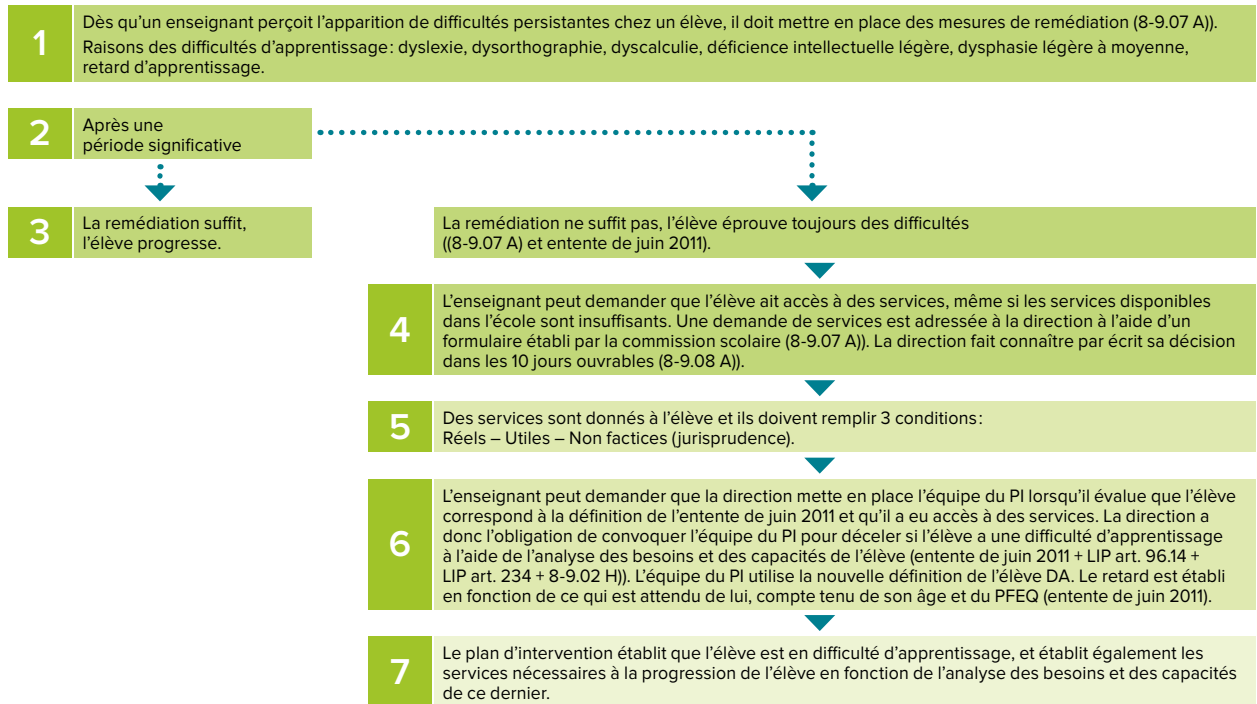 1
Dès qu'un enseignant perçoit l'apparition de difficultés persistantes chez un élève, il doit mettre en place des mesures de remédiation (8-9.07 A)).
Raisons des difficultés d'apprentissage : dyslexie, dysorthographie, dyscalculie, déficience intellectuelle légère, dysphasie légère à moyenne,
retard d'apprentissage.
2
Après une
période significative
3
La remédiation suffit,
l'élève progresse.
La remédiation ne suffit pas, l'élève éprouve toujours des difficultés
((8-9.07 A) et entente de juin 2011).
4
L'enseignant peut demander que l'élève ait accès à des services, même si les services disponibles
dans l'école sont insuffisants. Une demande de services est adressée à la direction à l'aide d'un
formulaire établi par la commission scolaire (8-9.07 A)). La direction fait connaître par écrit sa décision
dans les 10 jours ouvrables (8-9.08 A)).
5
Des services sont donnés à l'élève et ils doivent remplir 3 conditions :
Réels – Utiles – Non factices (jurisprudence).
6
L'enseignant peut demander que la direction mette en place l'équipe du PI lorsqu'il évalue que l'élève
correspond à la définition de l'entente de juin 2011 et qu'il a eu accès à des services. La direction a
donc l'obligation de convoquer l'équipe du PI pour déceler si l'élève a une difficulté d'apprentissage
à l'aide de l'analyse des besoins et des capacités de l'élève (entente de juin 2011 + LIP art. 96.14 +
LIP art. 234 + 8-9.02 H)). L'équipe du PI utilise la nouvelle définition de l'élève DA. Le retard est établi
en fonction de ce qui est attendu de lui, compte tenu de son âge et du PFEQ (entente de juin 2011).
7
Le plan d'intervention établit que l'élève est en difficulté d'apprentissage, et établit également les
services nécessaires à la progression de l'élève en fonction de l'analyse des besoins et des capacités
de ce dernier.